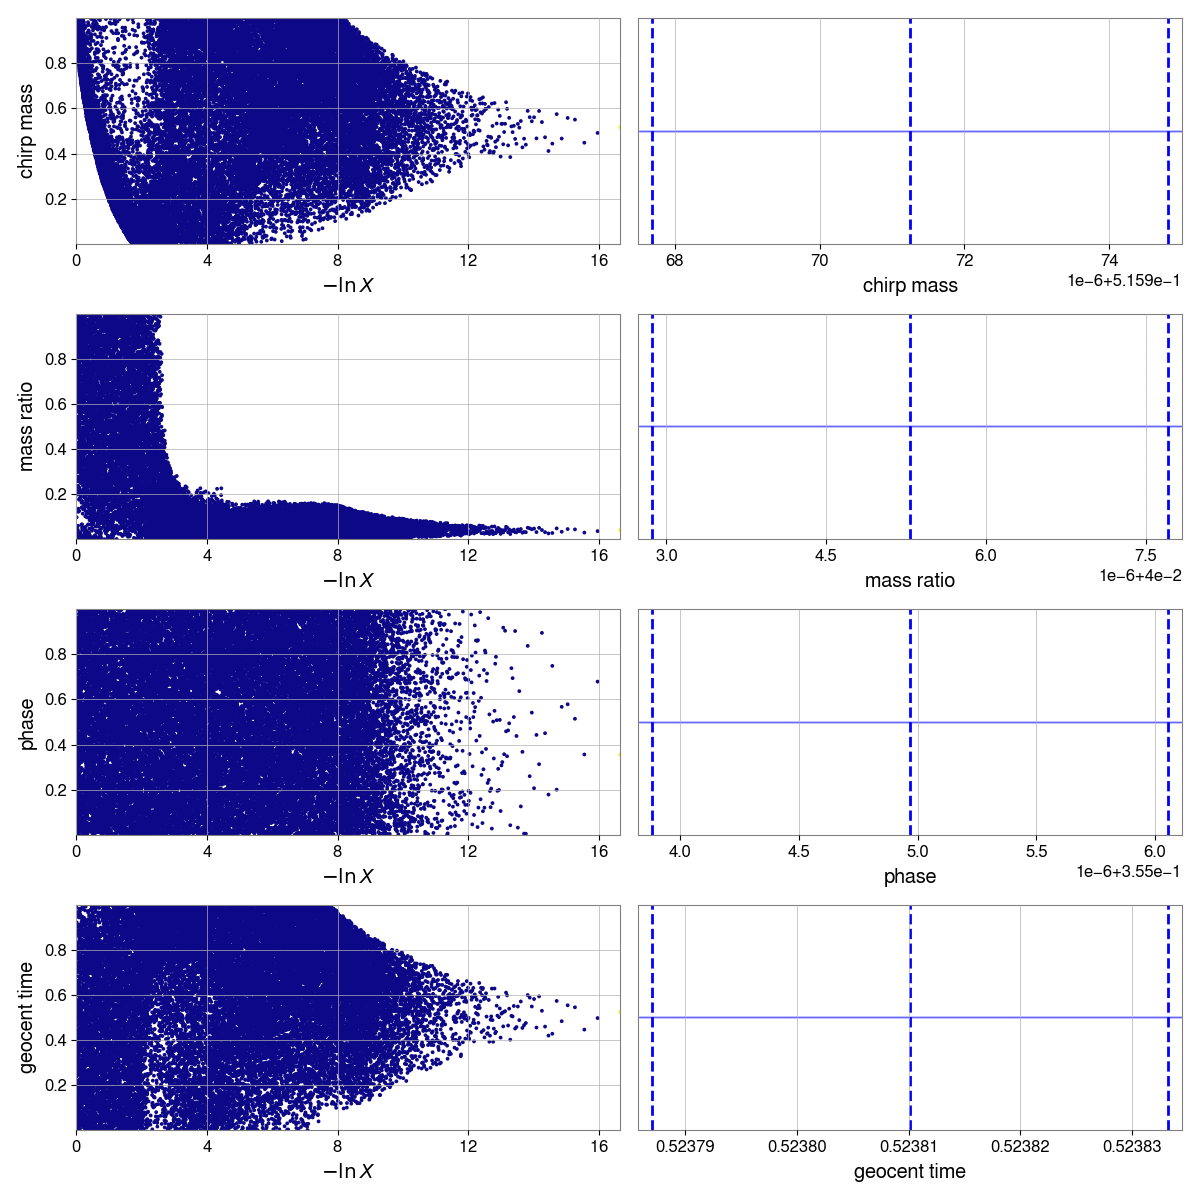 chirp mass
0.8
0.6
0.4
0.2
0 4 8 12 16
−ln X
68 70 72 74
1e−6+5.159e−1
chirp mass
mass ratio
0.8
0.6
0.4
0.2
0 4 8 12 16
−ln X
3.0 4.5 6.0 7.5
1e−6+4e−2
mass ratio
phase
0.8
0.6
0.4
0.2
0 4 8 12 16
−ln X
4.0 4.5 5.0 5.5 6.0
1e−6+3.55e−1
phase
geocent time
0.8
0.6
0.4
0.2
0 4 8 12 16
−ln X
0.52379 0.52380 0.52381 0.52382 0.52383
geocent time